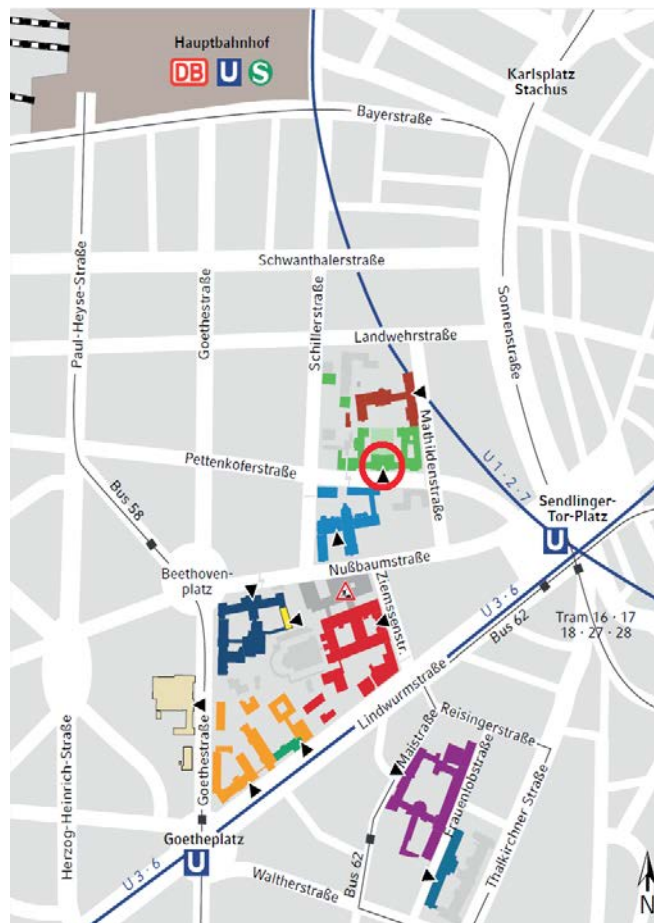 Hauptbahnhof
DB U S
Karlsplatz
Stachus
Bayerstraße
Schwanthalerstraße
Paul-Heyse-Straße
Goethestraße
Schillerstraße
Sonnenstraße
Landwehrstraße
Mathildenstraße
Pettenkoferstraße
U 1 · 2 · 7
Sendlinger-
Tor-Platz
U
Bus 58
Nußbaumstraße
Beethoven-
platz
Ziemssenstr.
U 3 · 6
Bus 62
Tram 16 · 17
18 · 27 · 28
Lindwurmstraße
Reisingerstraße
Maistraße
Frauenlobstraße
Thalkirchner Straße
Herzog-Heinrich-Straße
Goethestraße
Goetheplatz
U
U 3 · 6
Waltherstraße
Bus 62
N